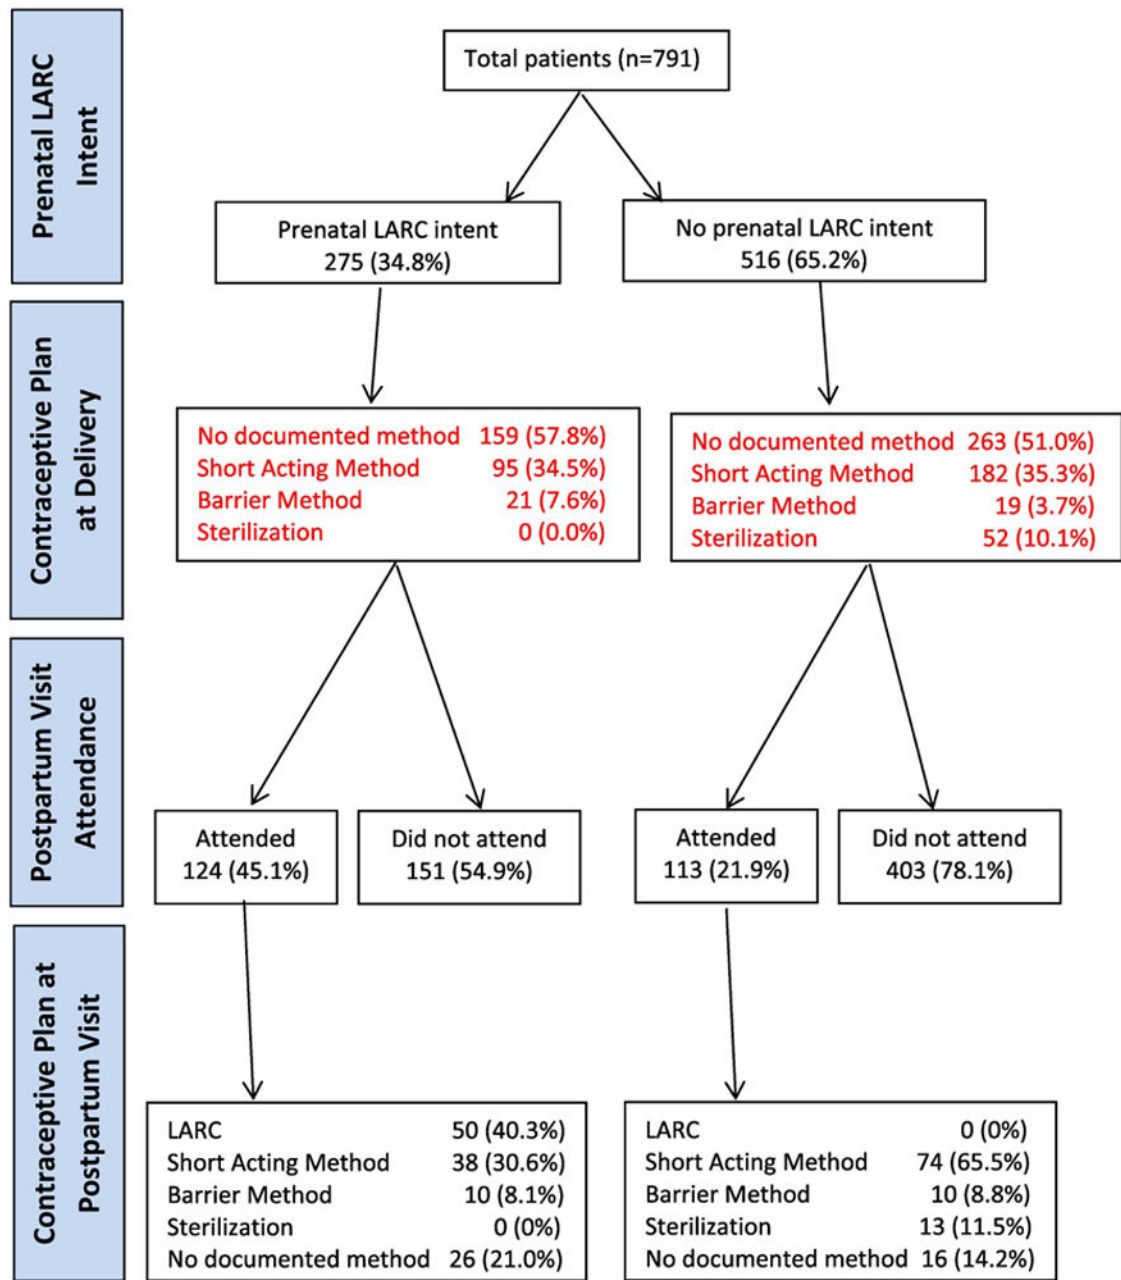 Prenatal LARC
Intent
Total patients (n=791)
Prenatal LARC intent
275 (34.8%)
No prenatal LARC intent
516 (65.2%)
Contraceptive Plan
at Delivery
No documented method 159 (57.8%)
Short Acting Method 95 (34.5%)
Barrier Method 21 (7.6%)
Sterilization 0 (0.0%)
No documented method 263 (51.0%)
Short Acting Method 182 (35.3%)
Barrier Method 19 (3.7%)
Sterilization 52 (10.1%)
Postpartum Visit
Attendance
Attended
124 (45.1%)
Did not attend
151 (54.9%)
Attended
113 (21.9%)
Did not attend
403 (78.1%)
Contraceptive Plan at
Postpartum Visit
LARC 50 (40.3%)
Short Acting Method 38 (30.6%)
Barrier Method 10 (8.1%)
Sterilization 0 (0%)
No documented method 26 (21.0%)
LARC 0 (0%)
Short Acting Method 74 (65.5%)
Barrier Method 10 (8.8%)
Sterilization 13 (11.5%)
No documented method 16 (14.2%)